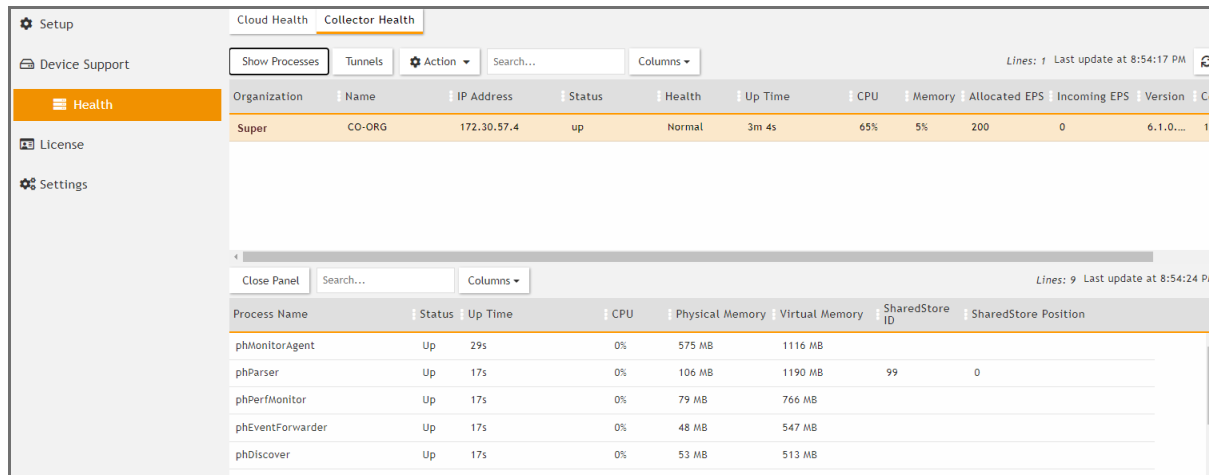 Setup
Device Support
Health
License
Settings
Cloud Health Collector Health
Show Processes Tunnels Action Search... Columns Lines: 1 Last update at 8:54:17 PM
Organization Name IP Address Status Health Up Time CPU Memory Allocated EPS Incoming EPS Version
Super CO-ORG 172.30.57.4 up Normal 3m 4s 65% 5% 200 0 6.1.0.... 1
Close Panel Search... Columns Lines: 9 Last update at 8:54:24 PM
Process Name Status Up Time CPU Physical Memory Virtual Memory SharedStore ID SharedStore Position
phMonitorAgent Up 29s 0% 575 MB 1116 MB
phParser Up 17s 0% 106 MB 1190 MB 99 0
phPerfMonitor Up 17s 0% 79 MB 766 MB
phEventForwarder Up 17s 0% 48 MB 547 MB
phDiscover Up 17s 0% 53 MB 513 MB